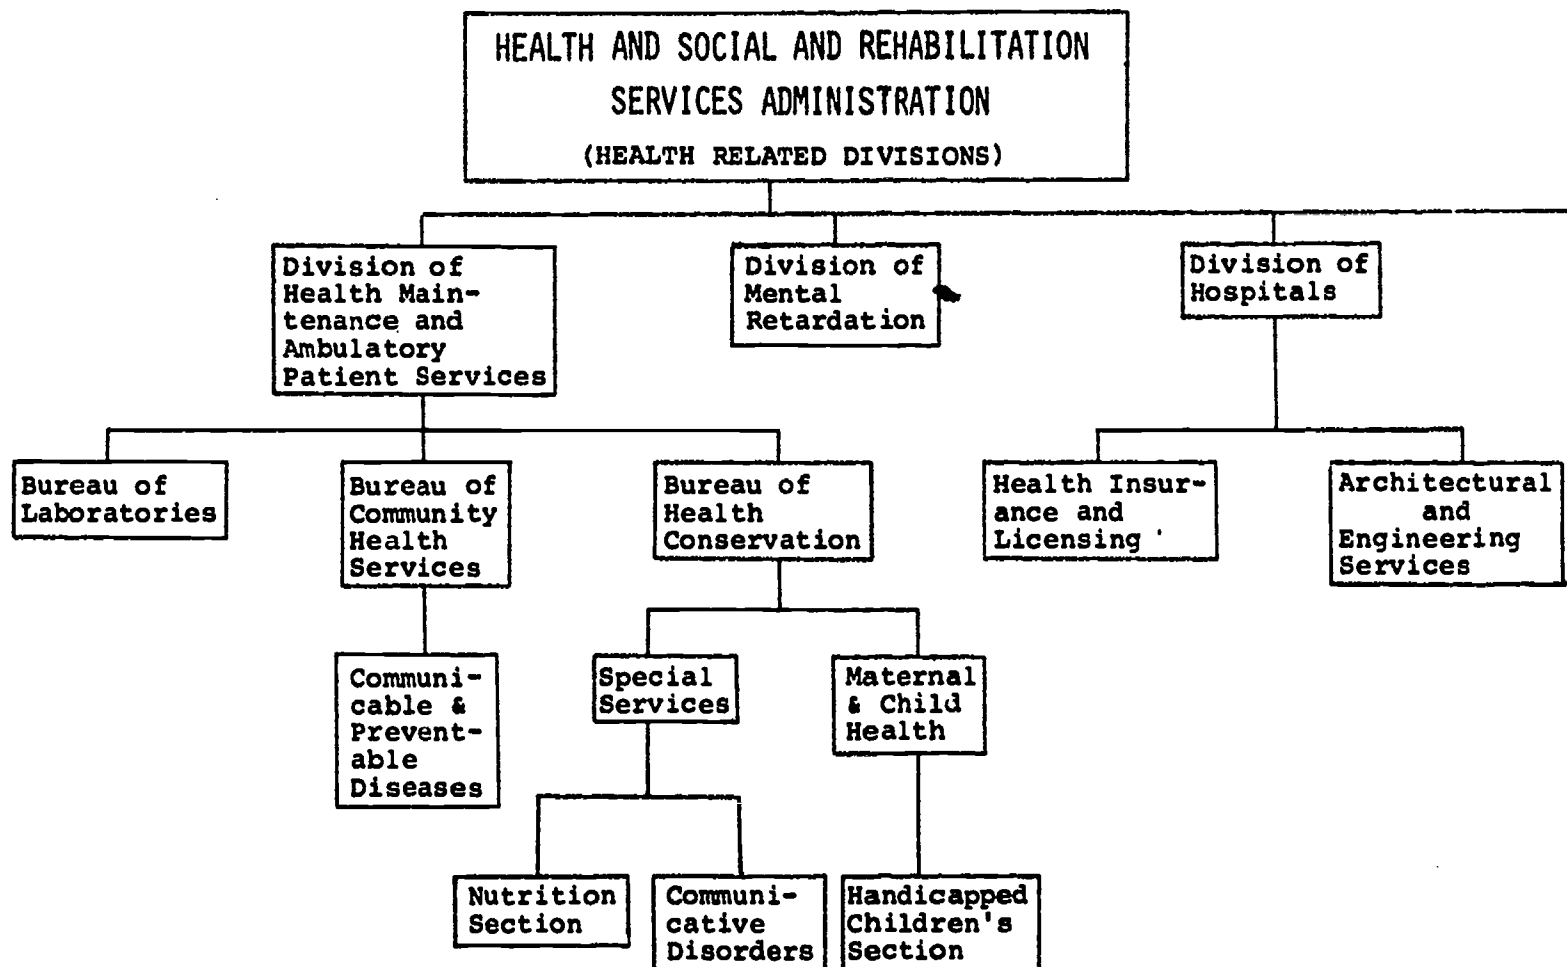 HEALTH AND SOCIAL AND REHABILITATION
SERVICES ADMINISTRATION
(HEALTH RELATED DIVISIONS)
Division of
Health Main-
tenance and
Ambulatory
Patient Services
Division of
Mental
Retardation
Division of
Hospitals
Bureau of
Laboratories
Bureau of
Community
Health
Services
Bureau of
Health
Conservation
Health Insur-
ance and
Licensing
Architectural
and
Engineering
Services
Communi-
cable &
Prevent-
able
Diseases
Special
Services
Maternal
& Child
Health
Nutrition
Section
Communi-
cative
Disorders
Handicapped
Children's
Section